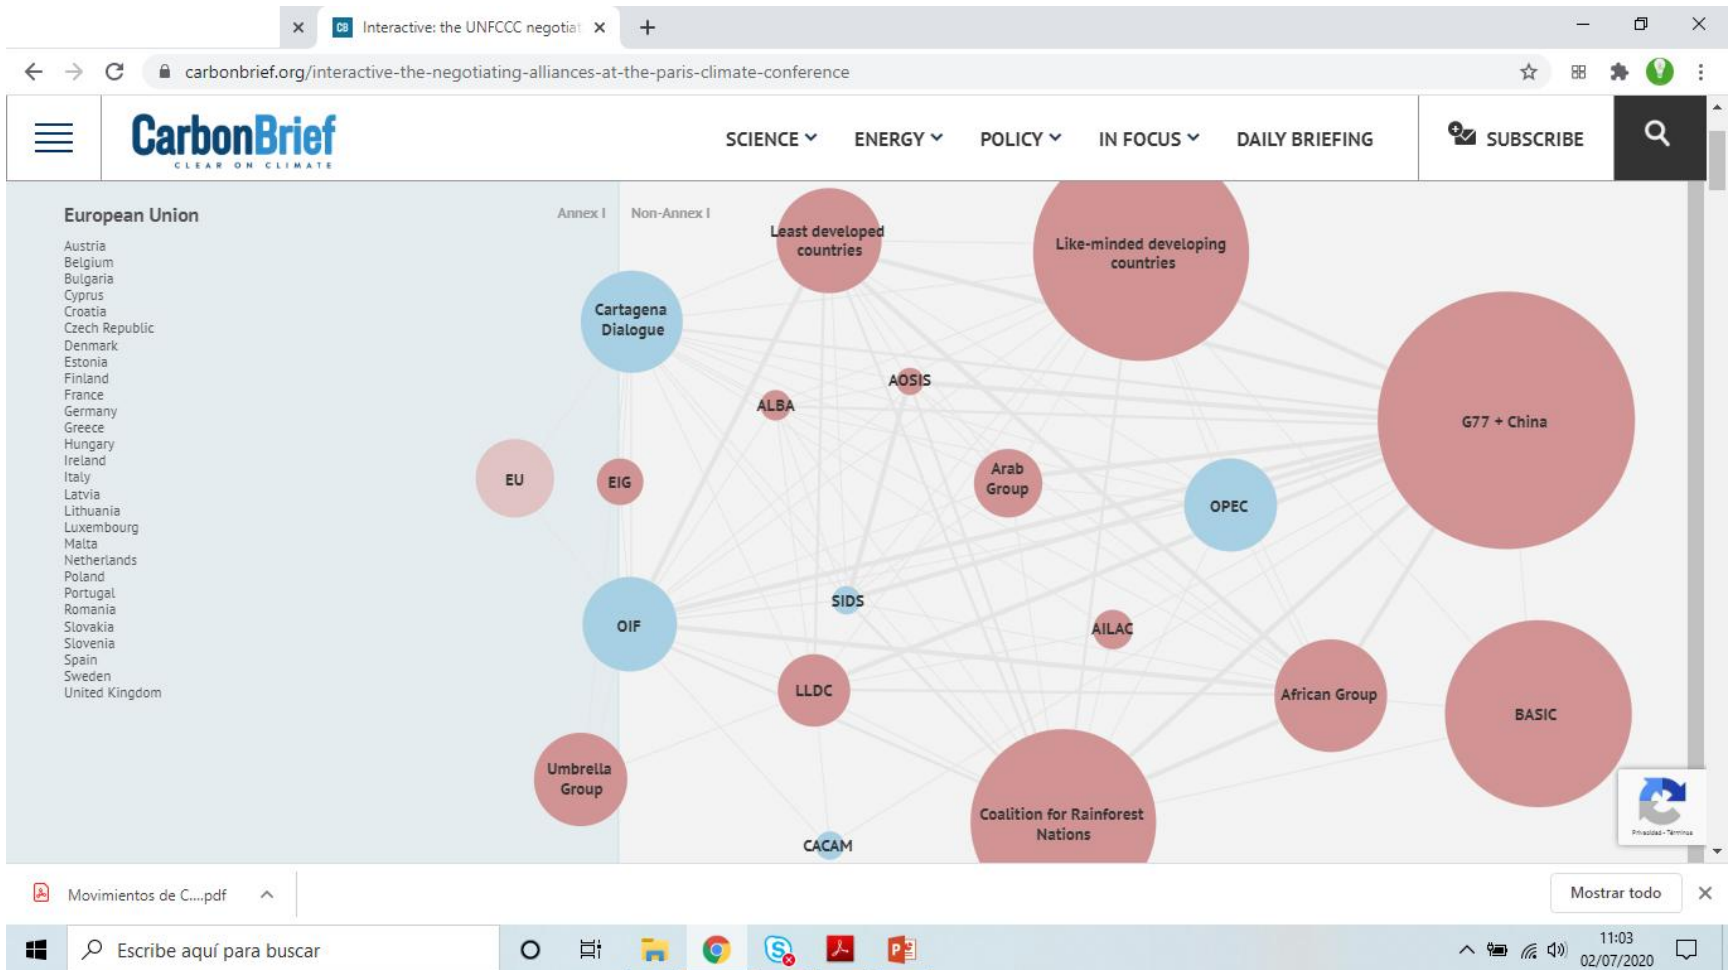 Interactive: the UNFCCC negotiat
carbonbrief.org/interactive-the-negotiating-alliances-at-the-paris-climate-conference
CarbonBrief
CLEAR ON CLIMATE
SCIENCE
ENERGY
POLICY
IN FOCUS
DAILY BRIEFING
SUBSCRIBE
European Union
Austria
Belgium
Bulgaria
Cyprus
Croatia
Czech Republic
Denmark
Estonia
Finland
France
Germany
Greece
Hungary
Ireland
Italy
Latvia
Lithuania
Luxembourg
Malta
Netherlands
Poland
Portugal
Romania
Slovakia
Slovenia
Spain
Sweden
United Kingdom
Annex I
Non-Annex I
Least developed
countries
Like-minded developing
countries
Cartagena
Dialogue
AOSIS
ALBA
G77 + China
EU
EIG
Arab
Group
OPEC
SIDS
OIF
AILAC
LLDC
African Group
BASIC
Umbrella
Group
Coalition for Rainforest
Nations
CACAM
Privacidad - Términos
Movimientos de C....pdf
Mostrar todo
Escribe aquí para buscar
11:03
02/07/2020